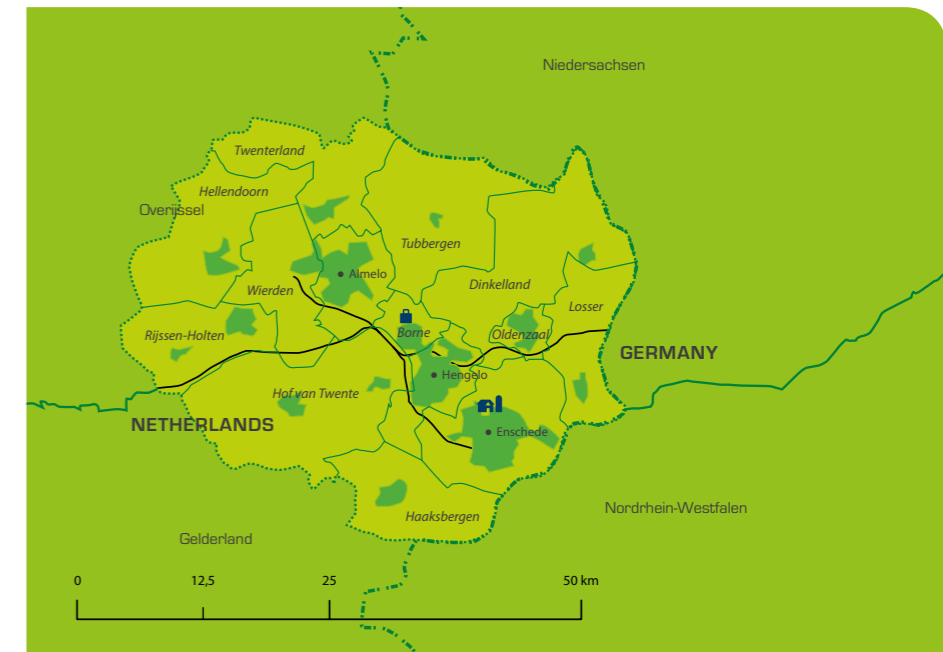 Niedersachsen
Twenterland
Hellendoorn
Overijssel
Tubbergen
Almelo
Dinkelland
Wierden
Losser
Borne
Oldenzaal
Rijssen-Holten
GERMANY
Hengelo
Hof van Twente
NETHERLANDS
Enschede
Haaksbergen
Nordrhein-Westfalen
Gelderland
0 12,5 25 50 km